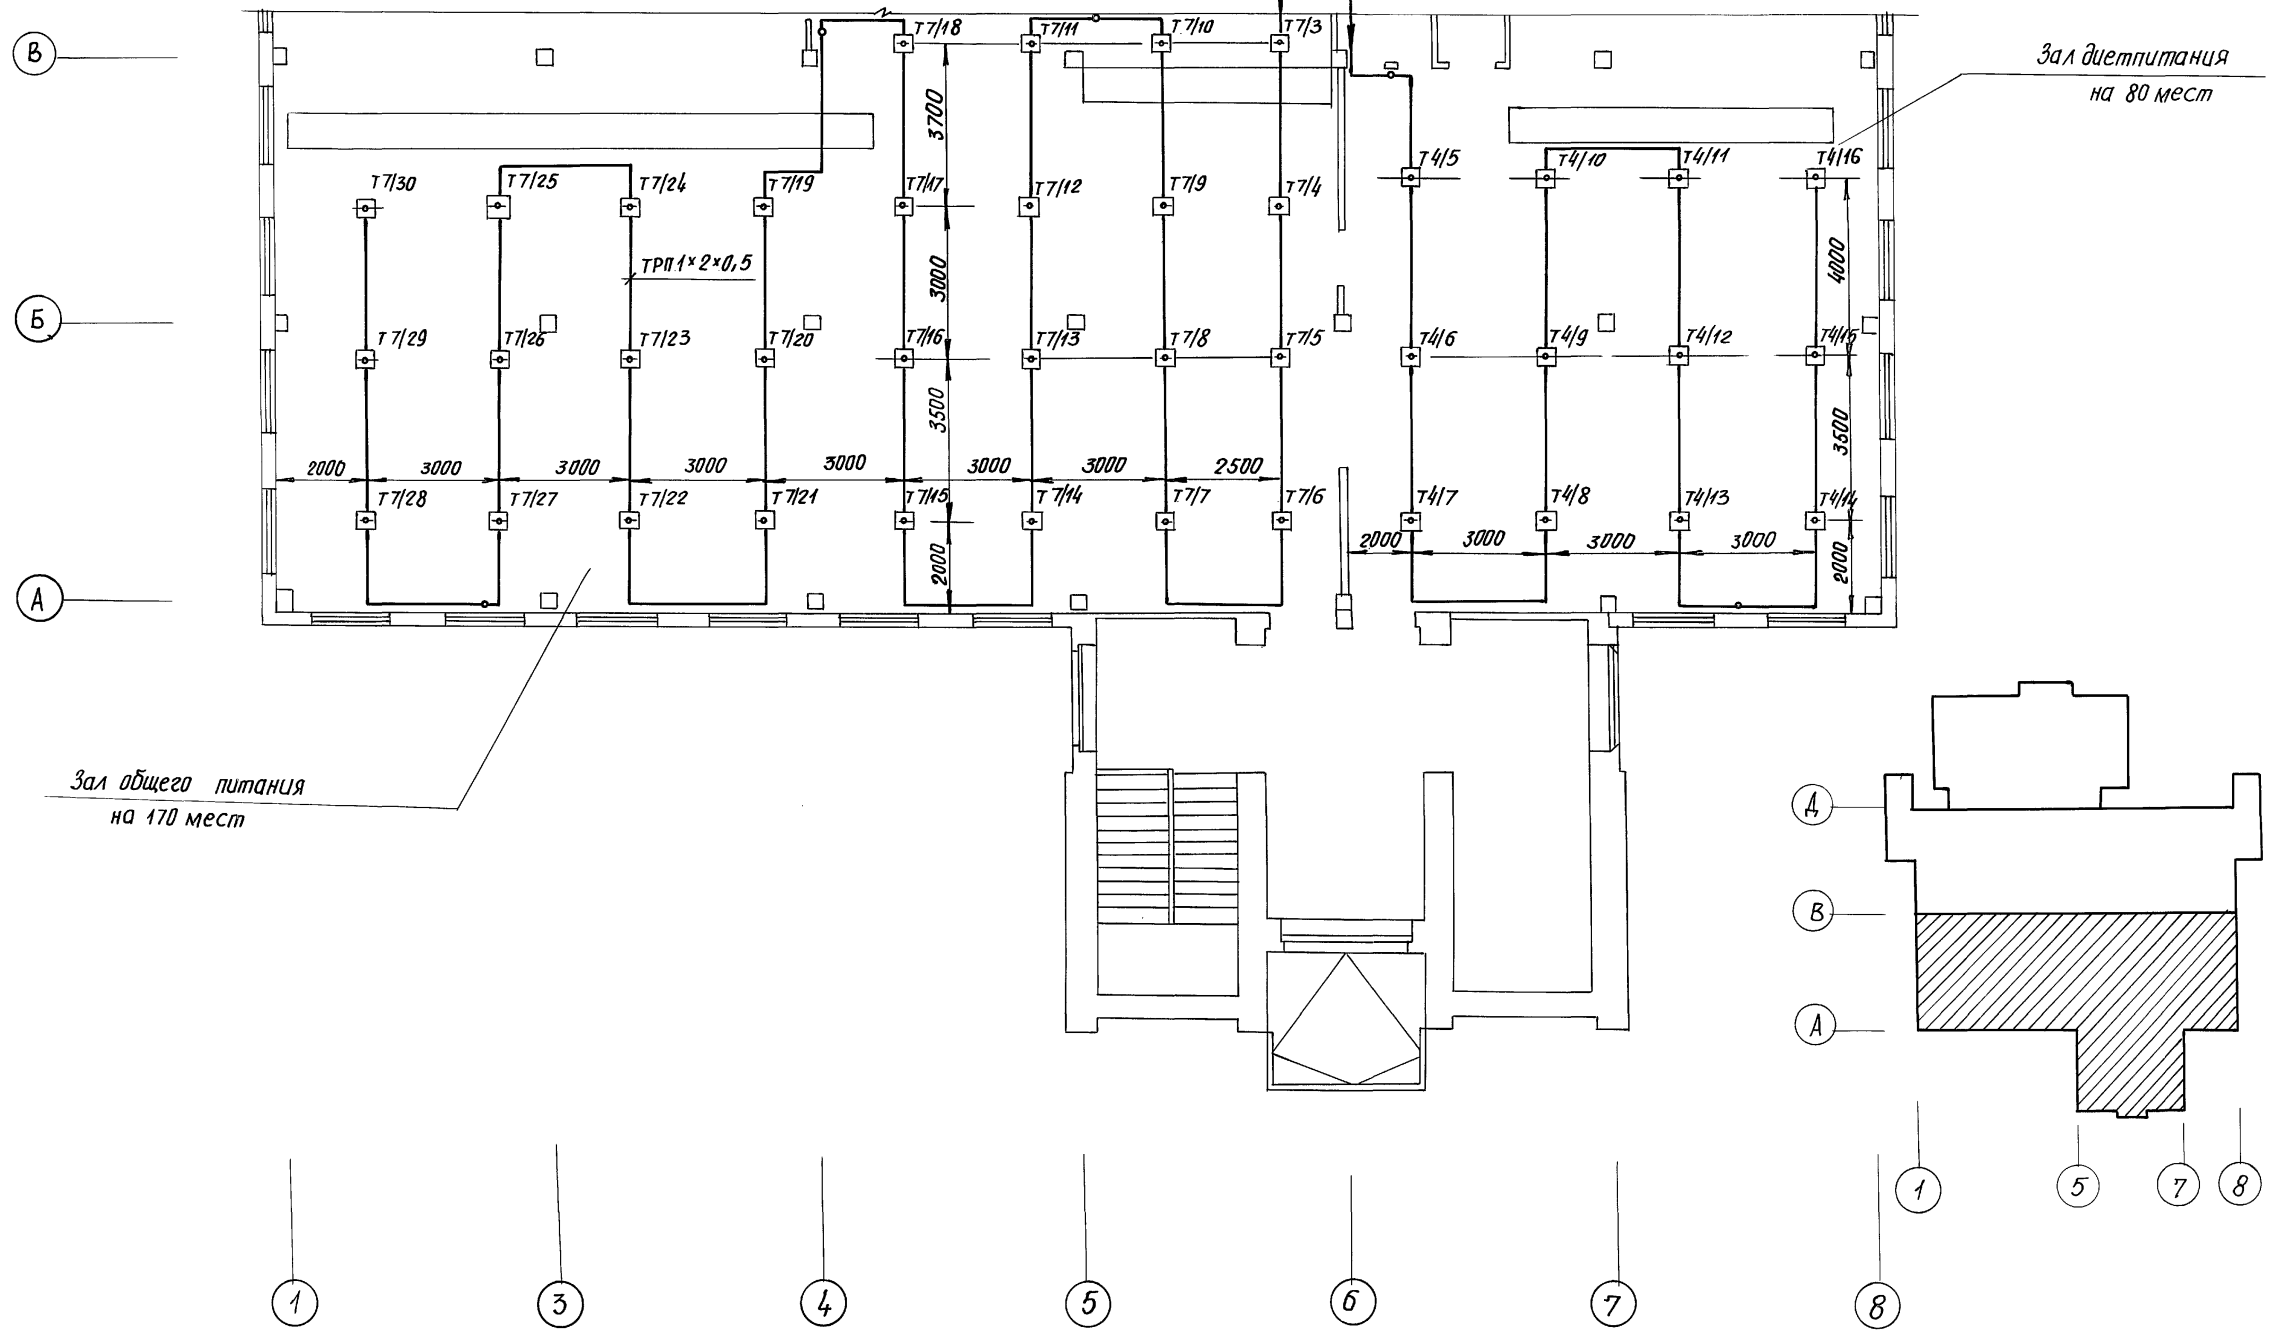 В
Т7/18
Т7/11
Т7/10
Т7/3
Зал диетпитания
на 80 мест
3700
Т4/5
Т4/10
Т4/11
Т4/16
Т7/30
Т7/25
Т7/24
Т7/19
Т7/17
Т7/12
Т7/9
Т7/4
ТРП 1×2×0,5
3000
4000
Б
Т7/29
Т7/26
Т7/23
Т7/20
Т7/16
Т7/13
Т7/8
Т7/5
Т4/6
Т4/9
Т4/12
Т4/15
3500
3500
2000
3000
3000
3000
3000
3000
3000
2500
Т7/28
Т7/27
Т7/22
Т7/21
Т7/15
Т7/14
Т7/7
Т7/6
Т4/7
Т4/8
Т4/13
Т4/14
2000
3000
3000
3000
2000
2000
А
Зал общего питания
на 170 мест
Д
В
А
1
5
7
8
1
3
4
5
6
7
8